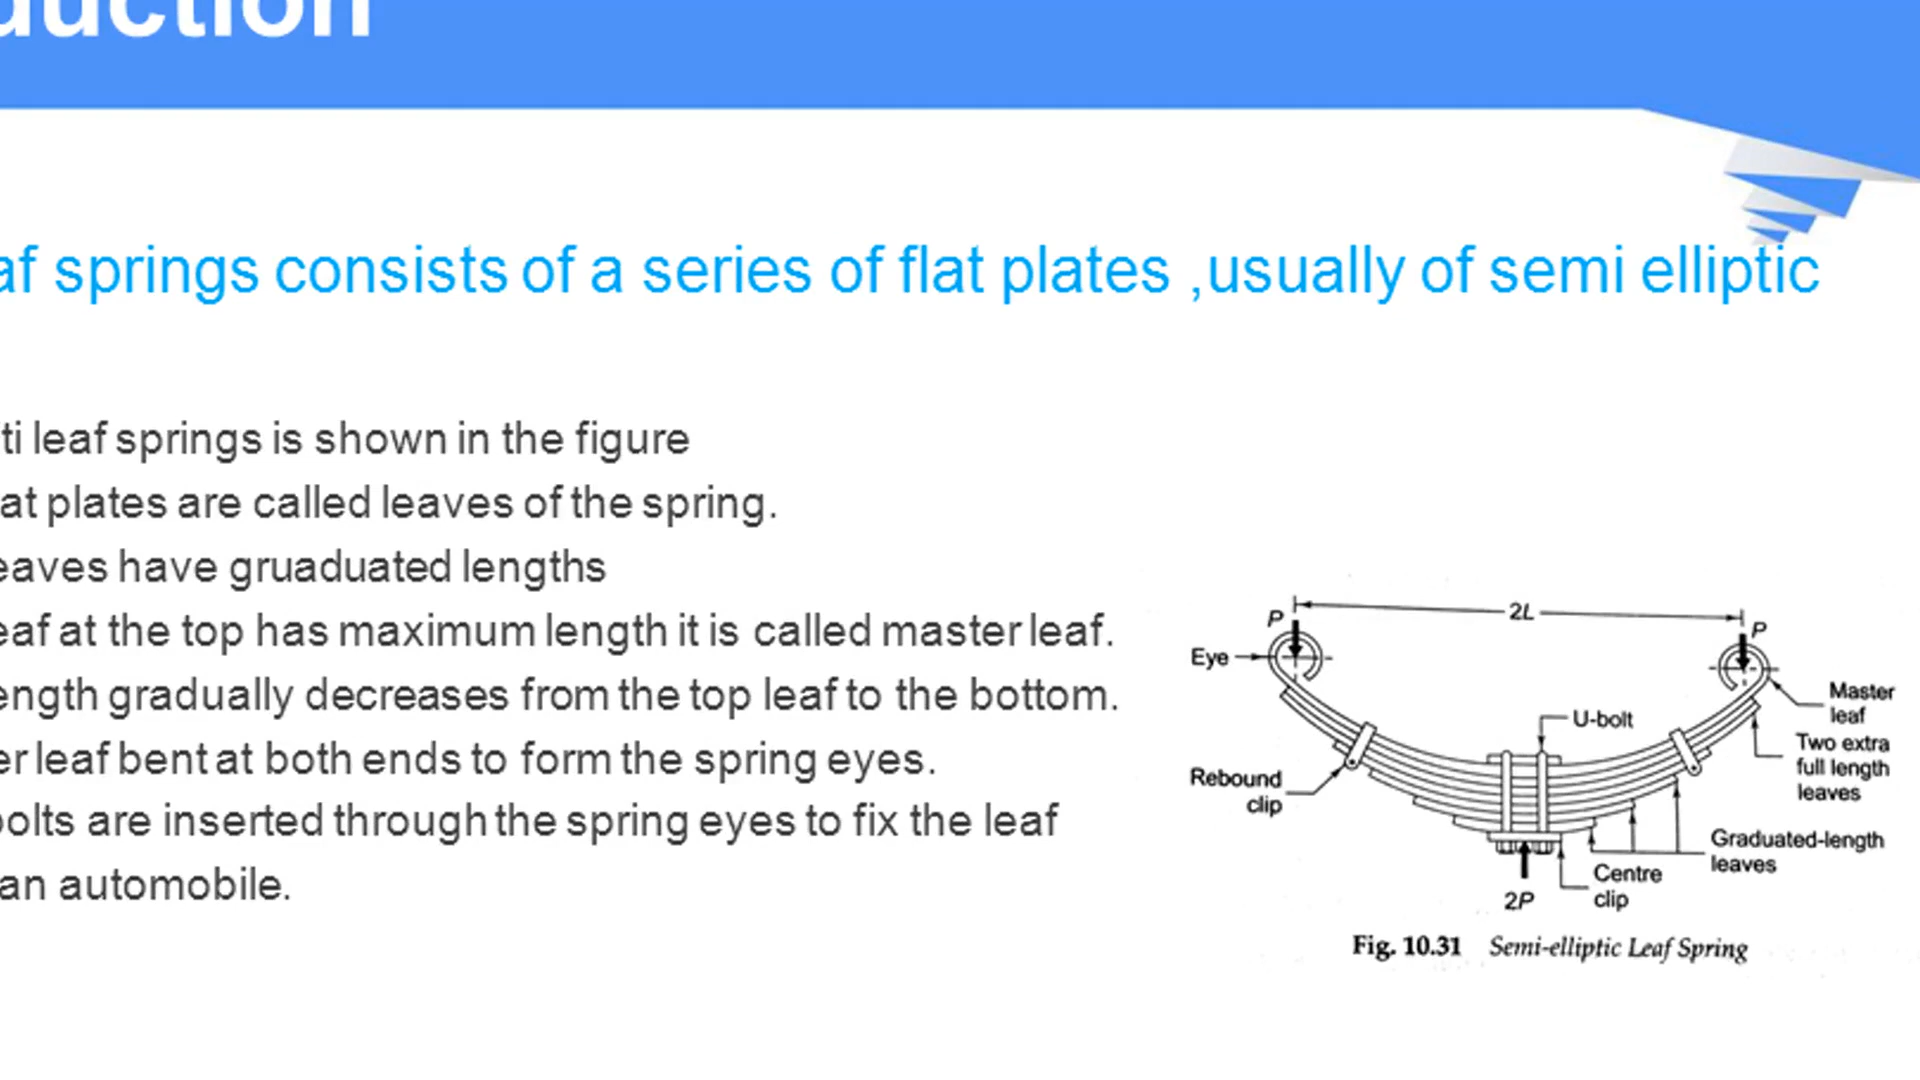 duction
af springs consists of a series of flat plates ,usually of semi elliptic
ti leaf springs is shown in the figure
at plates are called leaves of the spring.
eaves have gruaduated lengths
eaf at the top has maximum length it is called master leaf.
ength gradually decreases from the top leaf to the bottom.
er leaf bent at both ends to form the spring eyes.
bolts are inserted through the spring eyes to fix the leaf
an automobile.
2L
P
P
Eye
Master
leaf
U-bolt
Two extra
full length
leaves
Rebound
clip
Graduated-length
leaves
Centre
clip
2P
Fig. 10.31 Semi-elliptic Leaf Spring